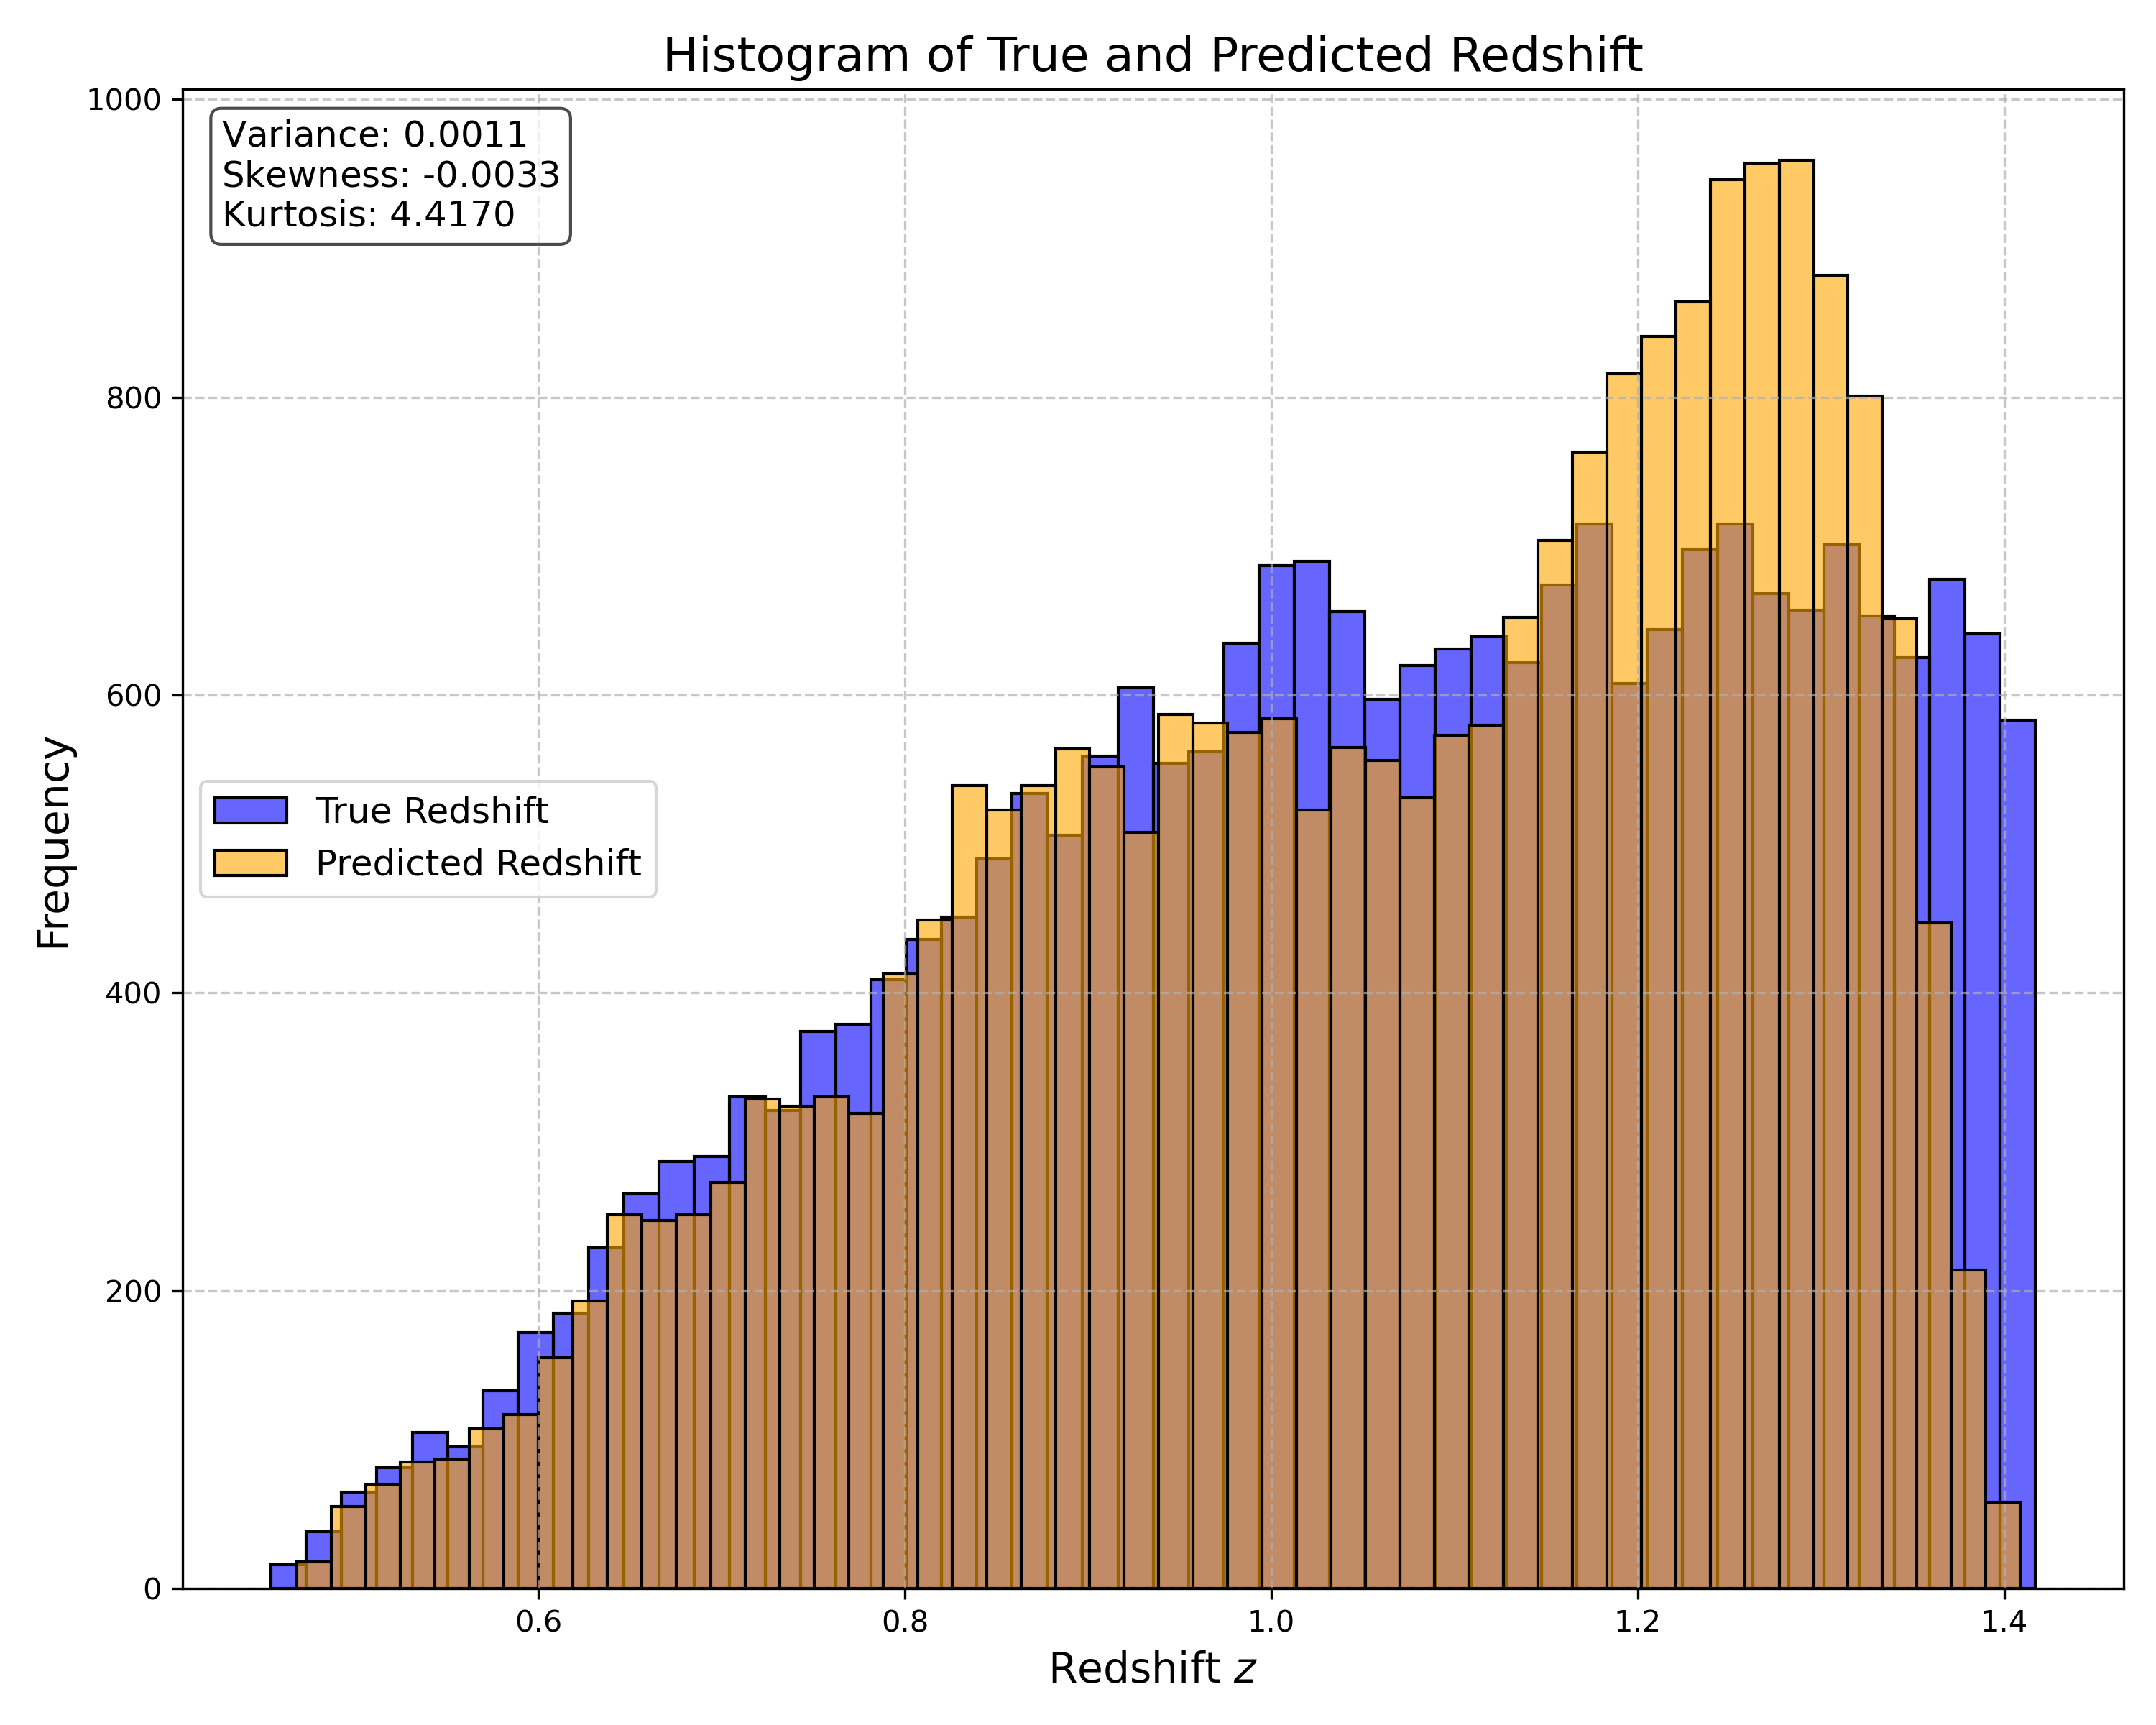 Histogram of True and Predicted Redshift
1000
800
600
400
200
0
Variance: 0.0011
Skewness: -0.0033
Kurtosis: 4.4170
True Redshift
Predicted Redshift
Frequency
0.6 0.8 1.0 1.2 1.4
Redshift z